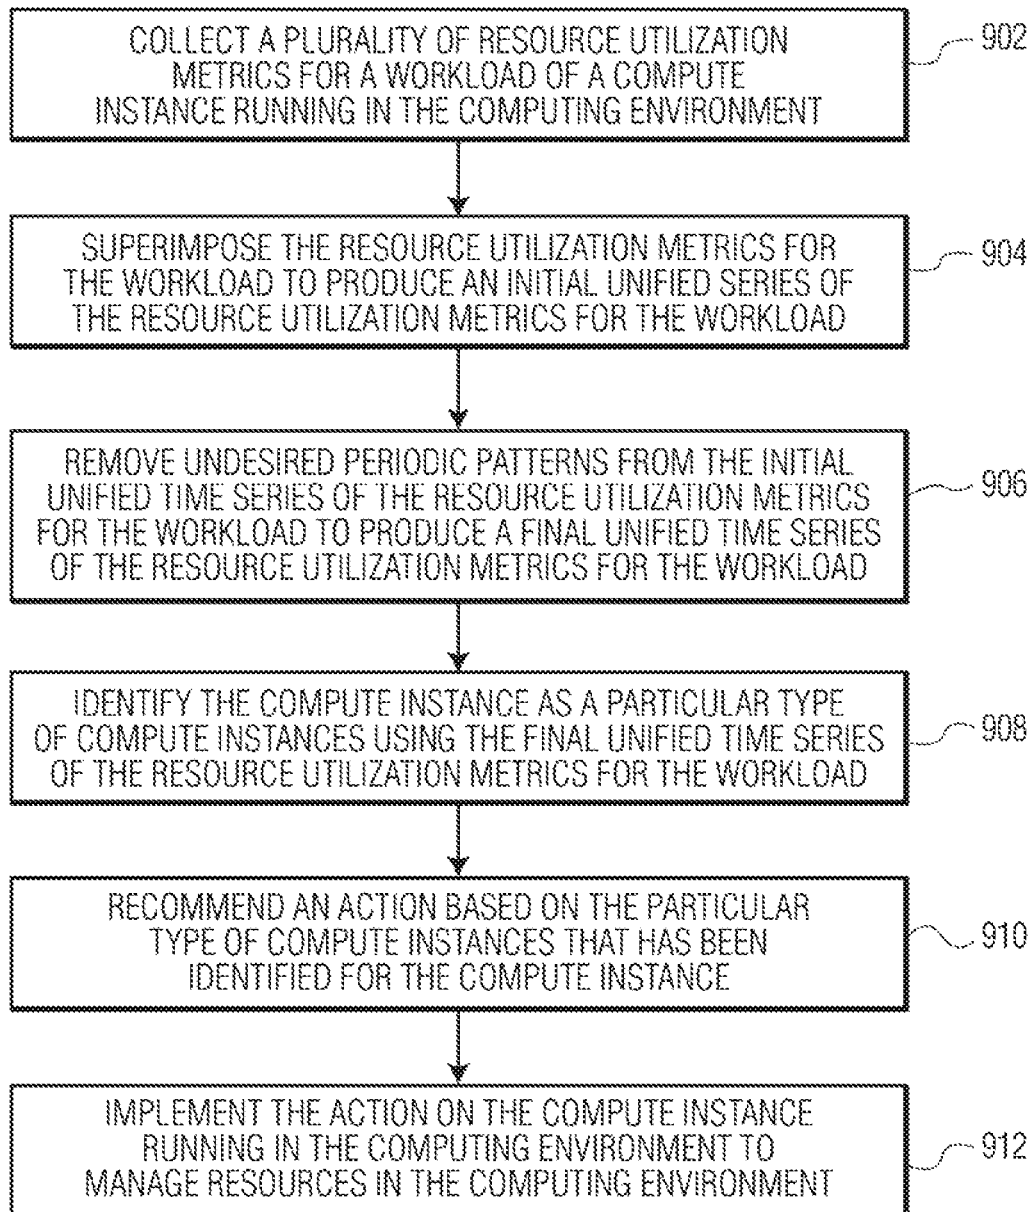 COLLECT A PLURALITY OF RESOURCE UTILIZATION
METRICS FOR A WORKLOAD OF A COMPUTE
INSTANCE RUNNING IN THE COMPUTING ENVIRONMENT
902
SUPERIMPOSE THE RESOURCE UTILIZATION METRICS FOR
THE WORKLOAD TO PRODUCE AN INITIAL UNIFIED SERIES OF
THE RESOURCE UTILIZATION METRICS FOR THE WORKLOAD
904
REMOVE UNDESIRED PERIODIC PATTERNS FROM THE INITIAL
UNIFIED TIME SERIES OF THE RESOURCE UTILIZATION METRICS
FOR THE WORKLOAD TO PRODUCE A FINAL UNIFIED TIME SERIES
OF THE RESOURCE UTILIZATION METRICS FOR THE WORKLOAD
906
IDENTIFY THE COMPUTE INSTANCE AS A PARTICULAR TYPE
OF COMPUTE INSTANCES USING THE FINAL UNIFIED TIME SERIES
OF THE RESOURCE UTILIZATION METRICS FOR THE WORKLOAD
908
RECOMMEND AN ACTION BASED ON THE PARTICULAR
TYPE OF COMPUTE INSTANCES THAT HAS BEEN
IDENTIFIED FOR THE COMPUTE INSTANCE
910
IMPLEMENT THE ACTION ON THE COMPUTE INSTANCE
RUNNING IN THE COMPUTING ENVIRONMENT TO
MANAGE RESOURCES IN THE COMPUTING ENVIRONMENT
912